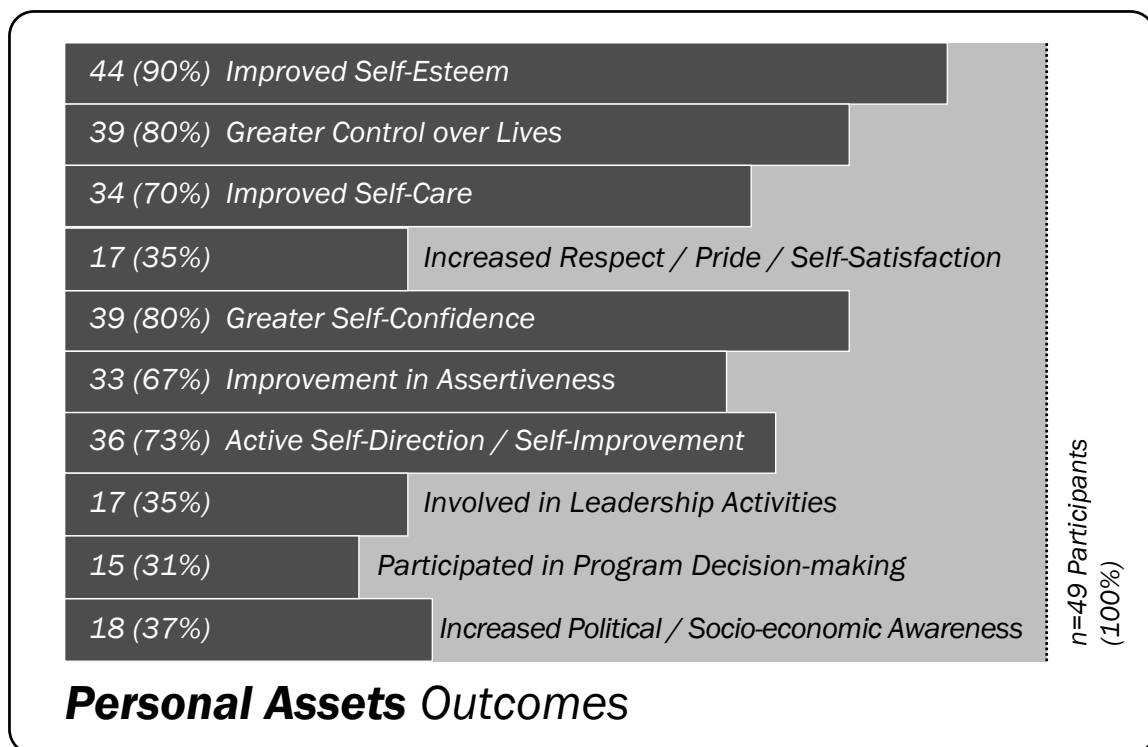 44 (90%) Improved Self-Esteem
39 (80%) Greater Control over Lives
34 (70%) Improved Self-Care
17 (35%) Increased Respect / Pride / Self-Satisfaction
39 (80%) Greater Self-Confidence
33 (67%) Improvement in Assertiveness
36 (73%) Active Self-Direction / Self-Improvement
17 (35%) Involved in Leadership Activities
15 (31%) Participated in Program Decision-making
18 (37%) Increased Political / Socio-economic Awareness
n=49 Participants
(100%)
Personal Assets Outcomes